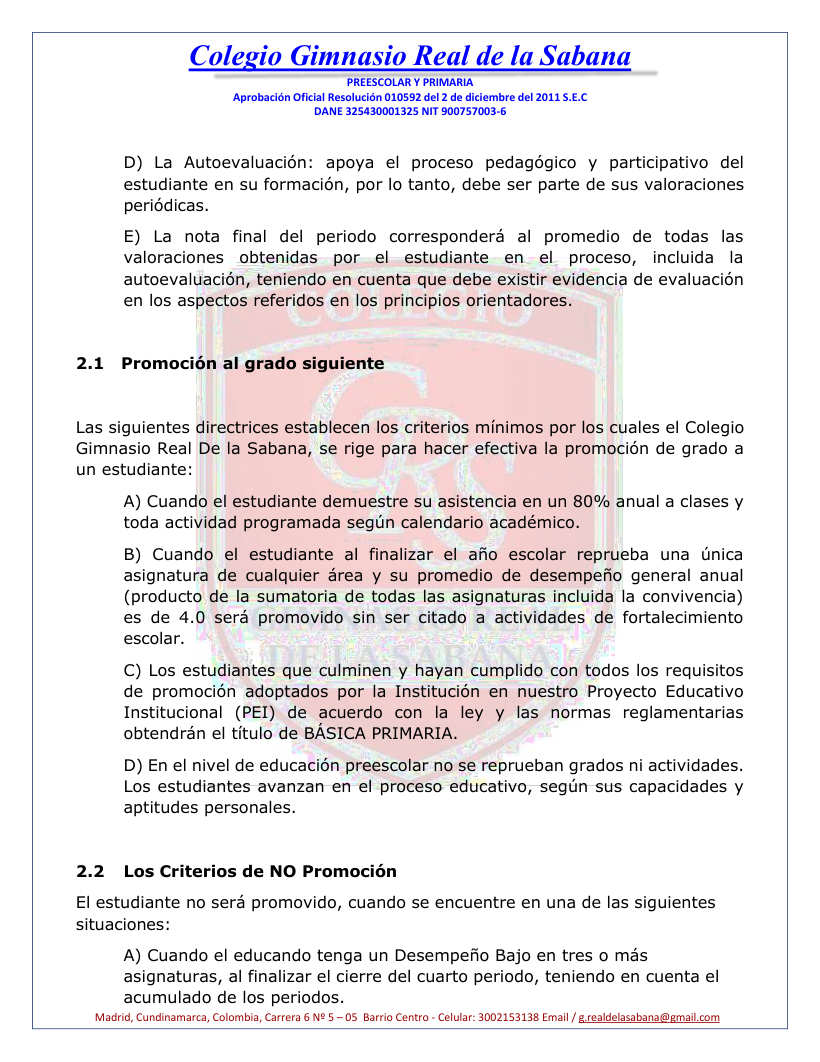 Colegio Gimnasio Real de la Sabana
PREESCOLAR Y PRIMARIA
Aprobación Oficial Resolución 010592 del 2 de diciembre del 2011 S.E.C
DANE 325430001325 NIT 900757003-6
D) La Autoevaluación: apoya el proceso pedagógico y participativo del
estudiante en su formación, por lo tanto, debe ser parte de sus valoraciones
periódicas.
E) La nota final del periodo corresponderá al promedio de todas las
valoraciones obtenidas por el estudiante en el proceso, incluida la
autoevaluación, teniendo en cuenta que debe existir evidencia de evaluación
en los aspectos referidos en los principios orientadores.
COLEGIO
2.1 Promoción al grado siguiente
Las siguientes directrices establecen los criterios mínimos por los cuales el Colegio
Gimnasio Real De la Sabana, se rige para hacer efectiva la promoción de grado a
un estudiante:
GRS
A) Cuando el estudiante demuestre su asistencia en un 80% anual a clases y
toda actividad programada según calendario académico.
B) Cuando el estudiante al finalizar el año escolar reprueba una única
asignatura de cualquier área y su promedio de desempeño general anual
(producto de la sumatoria de todas las asignaturas incluida la convivencia)
es de 4.0 será promovido sin ser citado a actividades de fortalecimiento
escolar.
GIMNASIO REAL
DE LA SABANA
C) Los estudiantes que culminen y hayan cumplido con todos los requisitos
de promoción adoptados por la Institución en nuestro Proyecto Educativo
Institucional (PEI) de acuerdo con la ley y las normas reglamentarias
obtendrán el título de BÁSICA PRIMARIA.
D) En el nivel de educación preescolar no se reprueban grados ni actividades.
Los estudiantes avanzan en el proceso educativo, según sus capacidades y
aptitudes personales.
2.2 Los Criterios de NO Promoción
El estudiante no será promovido, cuando se encuentre en una de las siguientes
situaciones:
A) Cuando el educando tenga un Desempeño Bajo en tres o más
asignaturas, al finalizar el cierre del cuarto periodo, teniendo en cuenta el
acumulado de los periodos.
Madrid, Cundinamarca, Colombia, Carrera 6 Nº 5 – 05 Barrio Centro - Celular: 3002153138 Email / g.realdelasabana@gmail.com